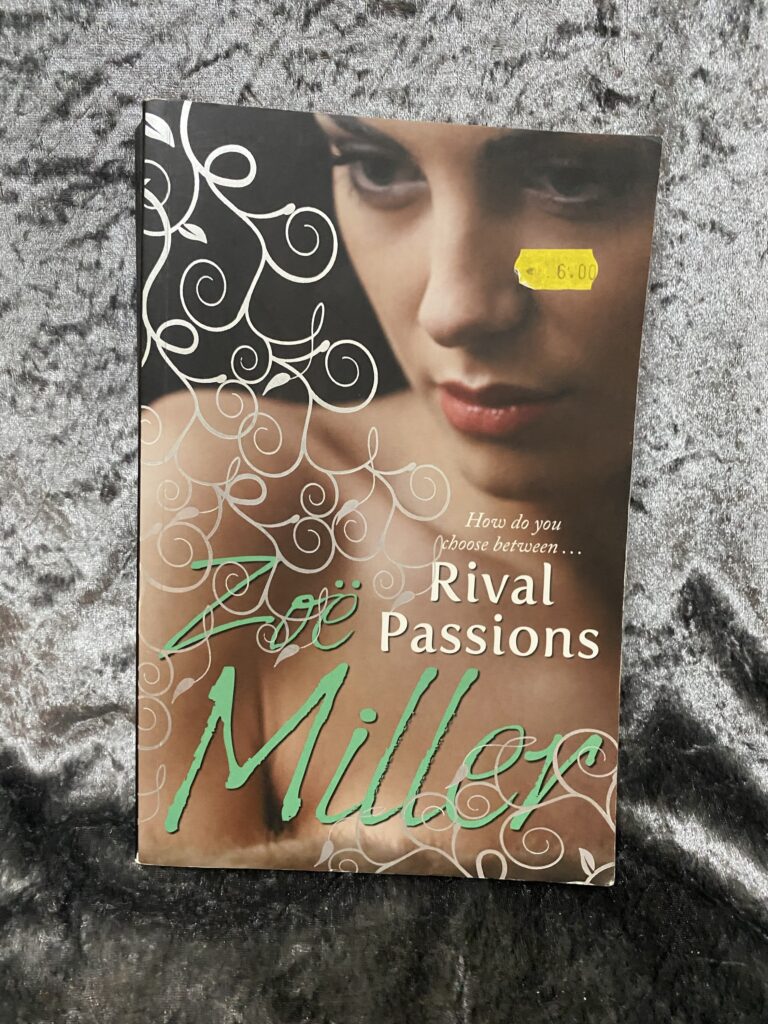 6.00
How do you
choose between ...
Rival
Passions
Zoë
Miller